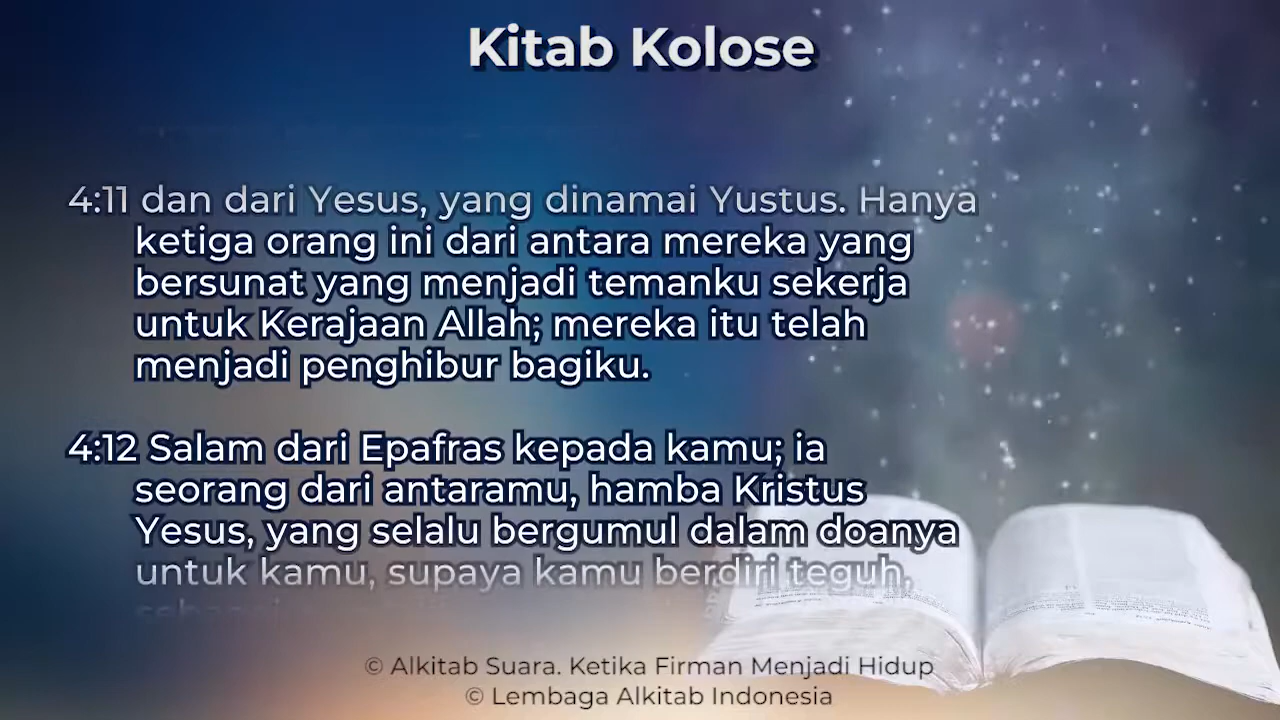 Kitab Kolose
4:11 dan dari Yesus, yang dinamai Yustus. Hanya
ketiga orang ini dari antara mereka yang
bersunat yang menjadi temanku sekerja
untuk Kerajaan Allah; mereka itu telah
menjadi penghibur bagiku.
4:12 Salam dari Epafras kepada kamu; ia
seorang dari antaramu, hamba Kristus
Yesus, yang selalu bergumul dalam doanya
untuk kamu, supaya kamu berdiri teguh,
© Alkitab Suara. Ketika Firman Menjadi Hidup
© Lembaga Alkitab Indonesia